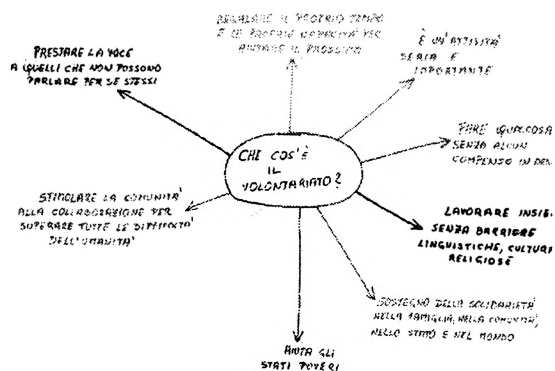 REGALARE IL PROPRIO TEMPO
E LE PROPRIE CAPACITÀ PER
AIUTARE IL PROSSIMO
È UN'ATTIVITÀ
SERIA E
IMPORTANTE
PRESTARE LA VOCE
A QUELLI CHE NON POSSONO
PARLARE PER SE STESSI
FARE QUALCOSA
SENZA ALCUN
COMPENSO IN
CHE COS'È
IL
VOLONTARIATO?
STIMOLARE LA COMUNITÀ
ALLA COLLABORAZIONE PER
SUPERARE TUTTE LE DIFFICOLTÀ
DELL'UMANITÀ
LAVORARE INSIE
SENZA BARRIERE
LINGUISTICHE, CULTUR
RELIGIOSE
SOSTEGNO DELLA SOLIDARIETÀ
NELLA FAMIGLIA, NELLA COMUNITÀ,
NELLO STATO E NEL MONDO
AIUTA GLI
STATI POVERI